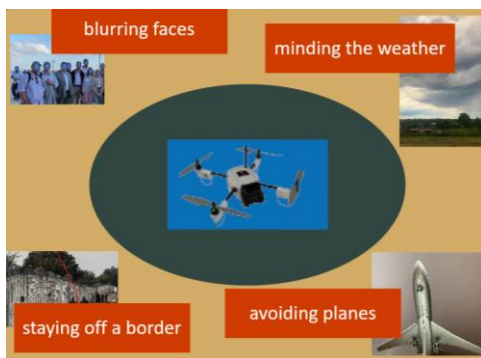 blurring faces
minding the weather
staying off a border
avoiding planes